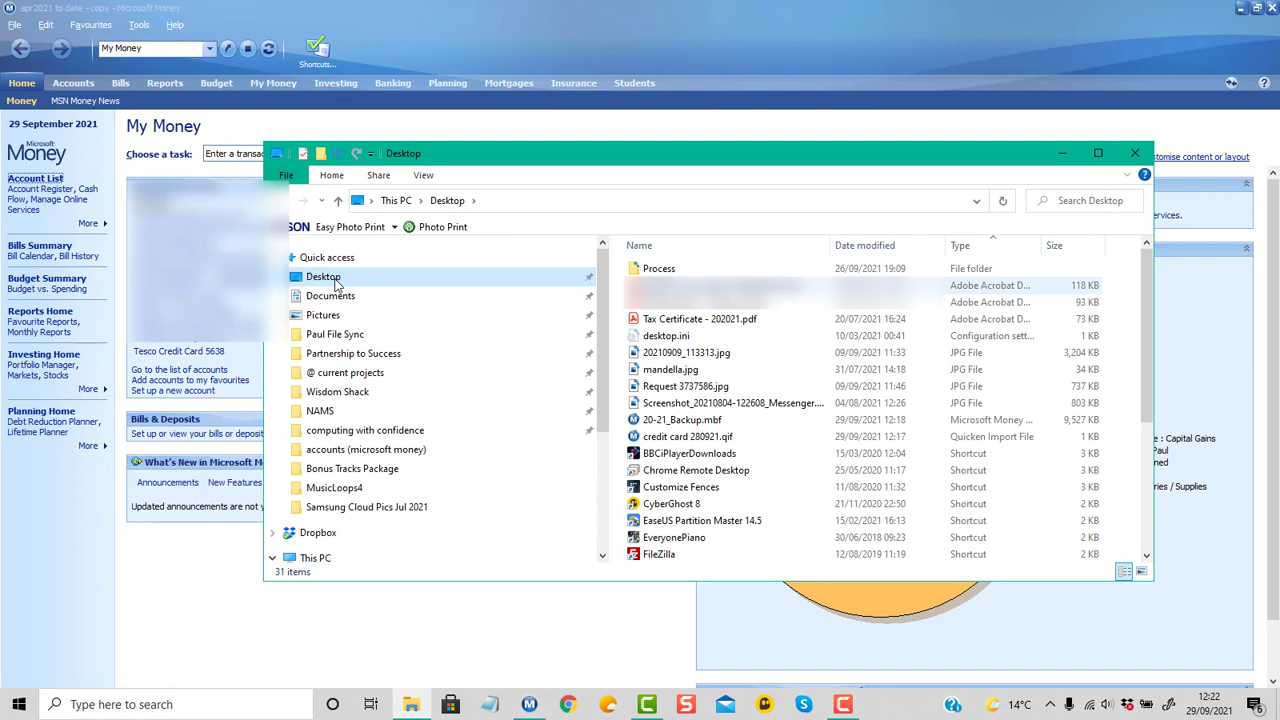 apr2021 to date - copy - Microsoft Money
File Edit Favourites Tools Help
My Money
Shortcuts...
Home Accounts Bills Reports Budget My Money Investing Banking Planning Mortgages Insurance Students
Money MSN Money News
29 September 2021
Microsoft
Money
Account List
Account Register, Cash
Flow, Manage Online
Services
More
Bills Summary
Bill Calendar, Bill History
Budget Summary
Budget vs. Spending
Reports Home
Favourite Reports,
Monthly Reports
Investing Home
Portfolio Manager,
Markets, Stocks
More
Planning Home
Debt Reduction Planner,
Lifetime Planner
More
My Money
Choose a task: Enter a transac
stomise content or layout
Tesco Credit Card 5638
Go to the list of accounts
Add accounts to my favourites
Set up a new account
Bills & Deposits
Set up or view your bills or deposit
What's New in Microsoft M
Announcements New Features
Updated announcements are not y
vices.
: Capital Gains
Paul
ned
ries / Supplies
Desktop
File Home Share View
This PC Desktop
Search Desktop
SON Easy Photo Print Photo Print
Quick access
Desktop
Documents
Pictures
Paul File Sync
Partnership to Success
@ current projects
Wisdom Shack
NAMS
computing with confidence
accounts (microsoft money)
Bonus Tracks Package
MusicLoops4
Samsung Cloud Pics Jul 2021
Dropbox
This PC
Name Date modified Type Size
Process 26/09/2021 19:09 File folder
Adobe Acrobat D... 118 KB
Adobe Acrobat D... 93 KB
Tax Certificate - 202021.pdf 20/07/2021 16:24 Adobe Acrobat D... 73 KB
desktop.ini 10/03/2021 00:41 Configuration sett... 1 KB
20210909_113313.jpg 09/09/2021 11:33 JPG File 3,204 KB
mandella.jpg 31/07/2021 14:18 JPG File 40 KB
Request 3737586.jpg 09/09/2021 11:46 JPG File 737 KB
Screenshot_20210804-122608_Messenger.... 04/08/2021 12:26 JPG File 803 KB
20-21_Backup.mbf 29/09/2021 12:18 Microsoft Money ... 9,527 KB
credit card 280921.qif 29/09/2021 12:17 Quicken Import File 1 KB
BBCiPlayerDownloads 15/03/2020 12:04 Shortcut 3 KB
Chrome Remote Desktop 25/05/2020 11:17 Shortcut 3 KB
Customize Fences 11/08/2020 11:32 Shortcut 3 KB
CyberGhost 8 21/11/2020 22:50 Shortcut 2 KB
EaseUS Partition Master 14.5 15/02/2021 16:13 Shortcut 2 KB
EveryonePiano 30/06/2018 09:23 Shortcut 2 KB
FileZilla 12/08/2019 11:19 Shortcut 2 KB
31 items
Type here to search
14°C
12:22
29/09/2021
6